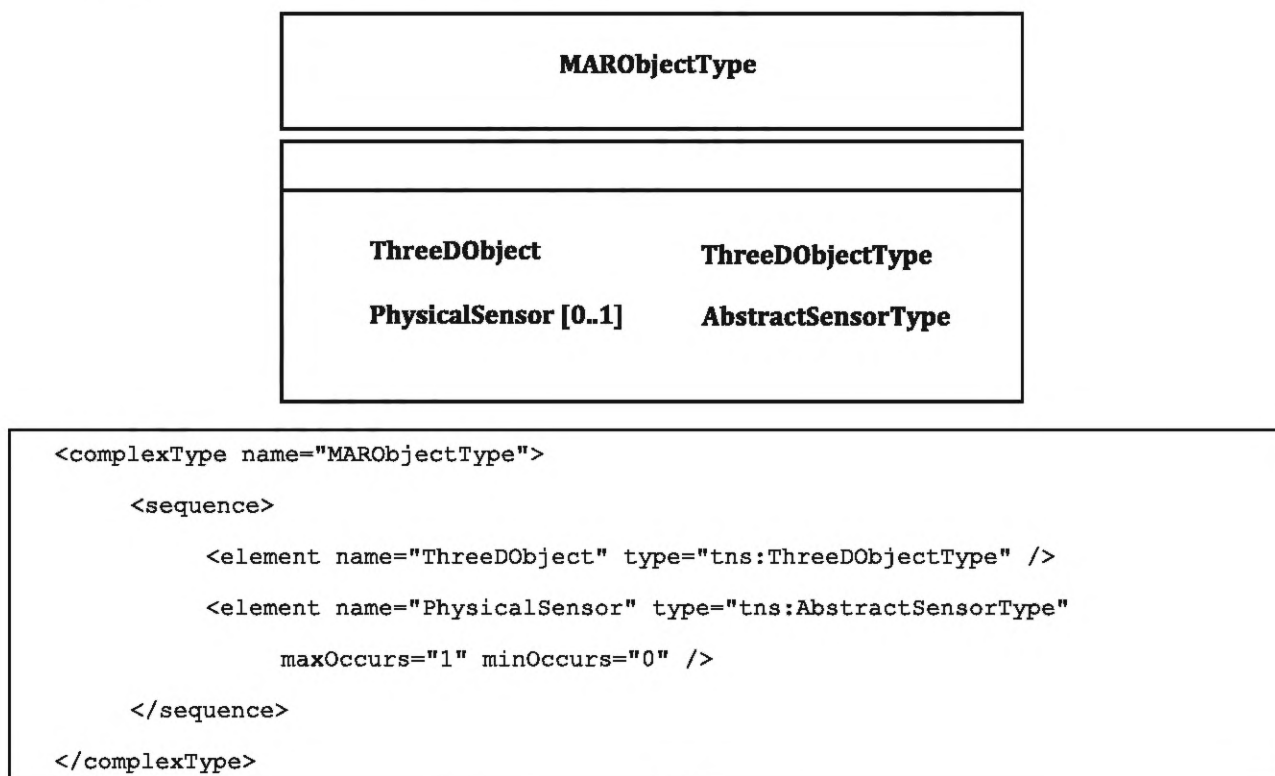 MARObjectType
ThreeDObject ThreeDObjectType
PhysicalSensor [0..1] AbstractSensorType
<complexType name="MARObjectType">
<sequence>
<element name="ThreeDObject" type="tns:ThreeDObjectType" />
<element name="PhysicalSensor" type="tns:AbstractSensorType"
maxOccurs="1" minOccurs="0" />
</sequence>
</complexType>